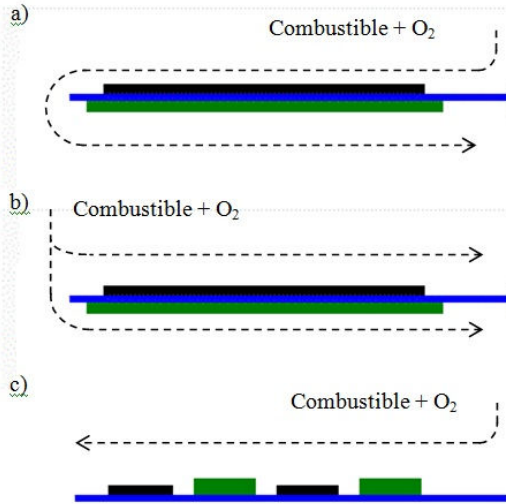 a)
Combustible + O₂
b)
Combustible + O₂
c)
Combustible + O₂